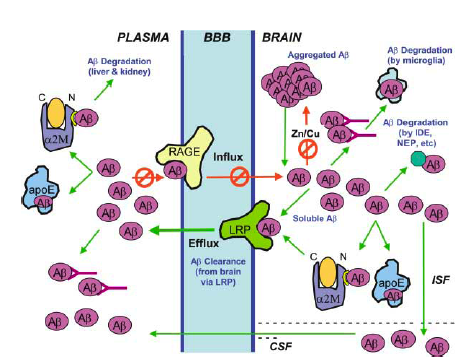 PLASMA
BBB
BRAIN
Aβ Degradation
(liver & kidney)
Aggregated Aβ
Aβ Degradation
(by microglia)
C
N
Aβ
α2M
Aβ
Aβ
Zn/Cu
Aβ
Aβ
Aβ Degradation
(by IDE,
NEP, etc)
Aβ
RAGE
Aβ
Influx
apoE
Aβ
Aβ
Aβ
Aβ
Aβ
Aβ
Aβ
Aβ
Aβ
Aβ
Aβ
Aβ
Aβ
Soluble Aβ
LRP
Aβ
Efflux
Aβ Clearance
(from brain
via LRP)
C
N
Aβ
α2M
apoE
Aβ
ISF
Aβ
Aβ
Aβ
Aβ
Aβ
CSF
Aβ
Aβ
Aβ